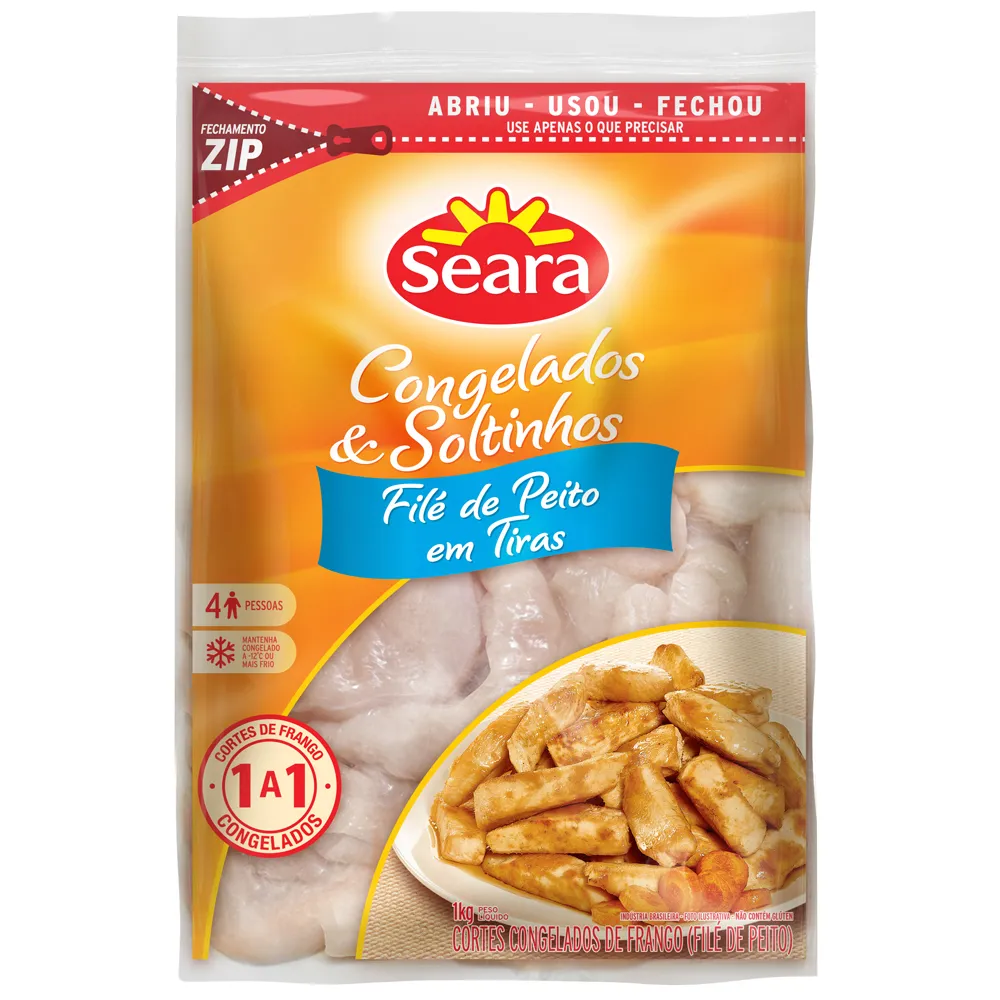 ABRIU - USOU - FECHOU
USE APENAS O QUE PRECISAR
FECHAMENTO
ZIP
Seara
Congelados
& Soltinhos
Filé de Peito
em Tiras
4 PESSOAS
MANTENHA
CONGELADO
A -12°C OU
MAIS FRIO
CORTES DE FRANGO
1 A 1
CONGELADOS
1kg PESO
LÍQUIDO
INDÚSTRIA BRASILEIRA - FOTO ILUSTRATIVA - NÃO CONTÉM GLÚTEN
CORTES CONGELADOS DE FRANGO (FILÉ DE PEITO)